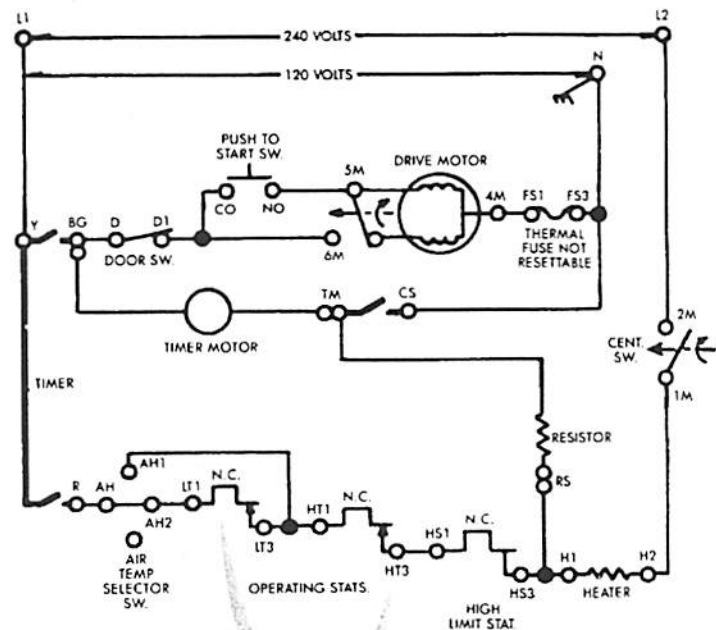 L1
L2
240 VOLTS
120 VOLTS
N
PUSH TO
START SW.
CO
NO
5M
DRIVE MOTOR
4M
FS1
FS3
THERMAL
FUSE NOT
RESETTABLE
Y
BG
D
D1
DOOR SW.
6M
TM
CS
TIMER MOTOR
2M
CENT.
SW.
1M
TIMER
RESISTOR
RS
AH1
R
AH
AH2
LT1
N.C.
LT3
HT1
N.C.
HT3
HS1
N.C.
HS3
H1
H2
HEATER
AIR
TEMP
SELECTOR
SW.
OPERATING STATS.
HIGH
LIMIT STAT